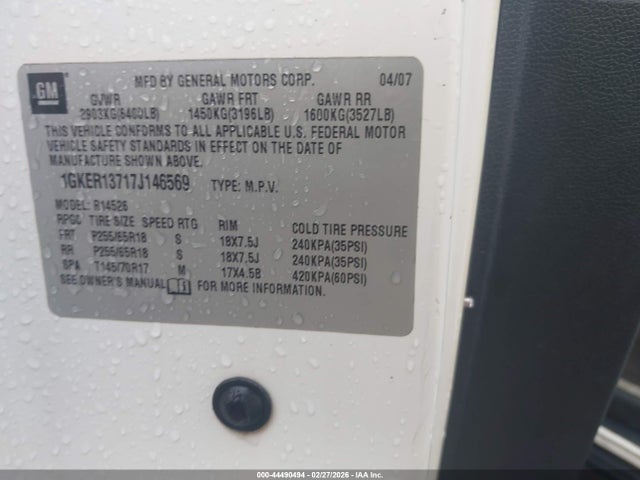 GM
MFD BY GENERAL MOTORS CORP. 04/07
GVWR GAWR FRT GAWR RR
2903KG(6400LB) 1450KG(3196LB) 1600KG(3527LB)
THIS VEHICLE CONFORMS TO ALL APPLICABLE U.S. FEDERAL MOTOR
VEHICLE SAFETY STANDARDS IN EFFECT ON THE DATE OF
MANUFACTURE SHOWN ABOVE.
1GKER13717J146569 TYPE: M.P.V.
MODEL: R14526
RPGC TIRE SIZE SPEED RTG RIM COLD TIRE PRESSURE
FRT P255/65R18 S 18X7.5J 240KPA(35PSI)
RR P255/65R18 S 18X7.5J 240KPA(35PSI)
SPA T145/70R17 M 17X4.5B 420KPA(60PSI)
SEE OWNER'S MANUAL FOR MORE INFORMATION.
000-44490494 - 02/27/2026 - IAA Inc.